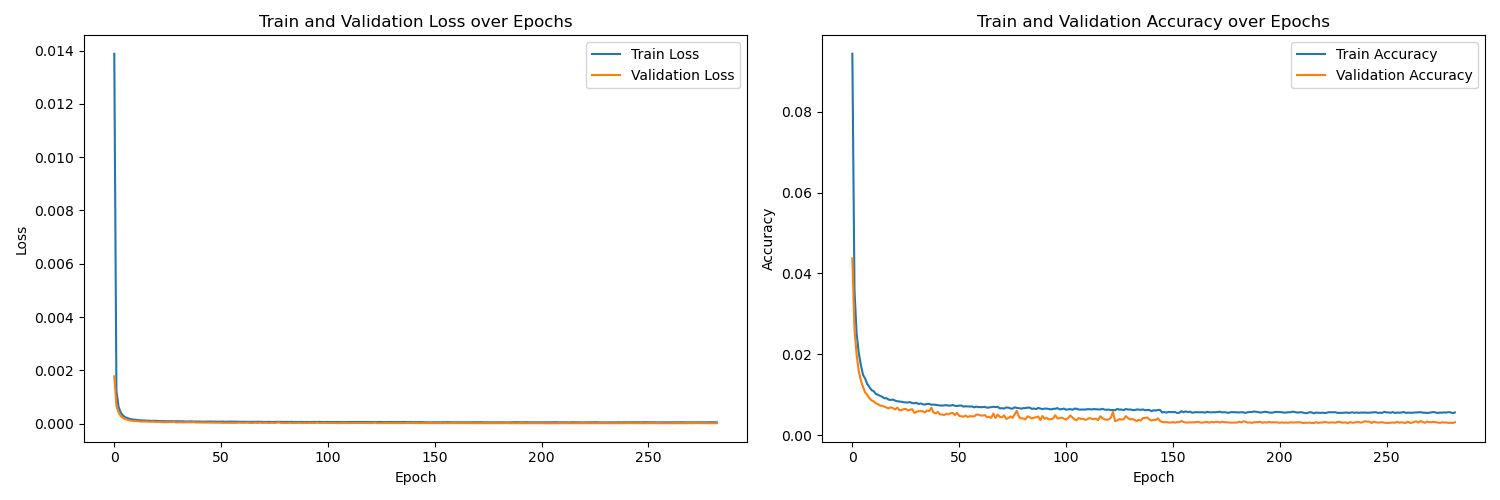 Train and Validation Loss over Epochs
Train Loss
Validation Loss
0.014
0.012
0.010
0.008
0.006
0.004
0.002
0.000
Loss
0
50
100
150
200
250
Epoch
Train and Validation Accuracy over Epochs
Train Accuracy
Validation Accuracy
0.08
0.06
0.04
0.02
0.00
Accuracy
0
50
100
150
200
250
Epoch